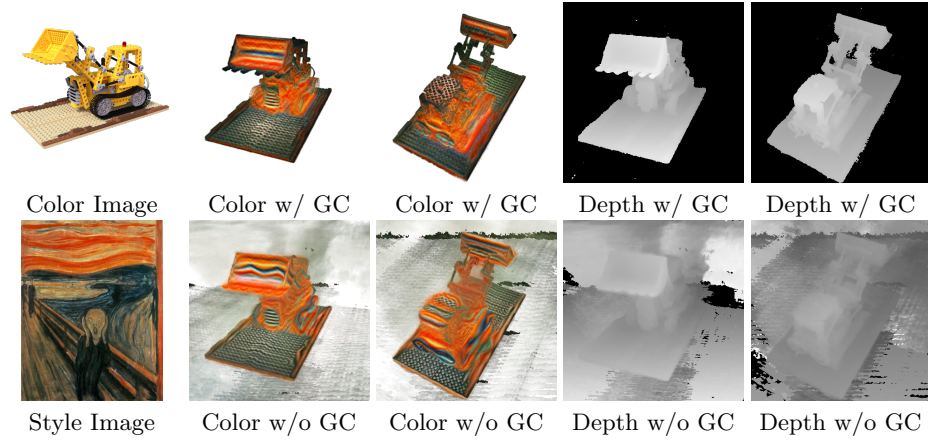 Color Image
Color w/ GC
Color w/ GC
Depth w/ GC
Depth w/ GC
Style Image
Color w/o GC
Color w/o GC
Depth w/o GC
Depth w/o GC